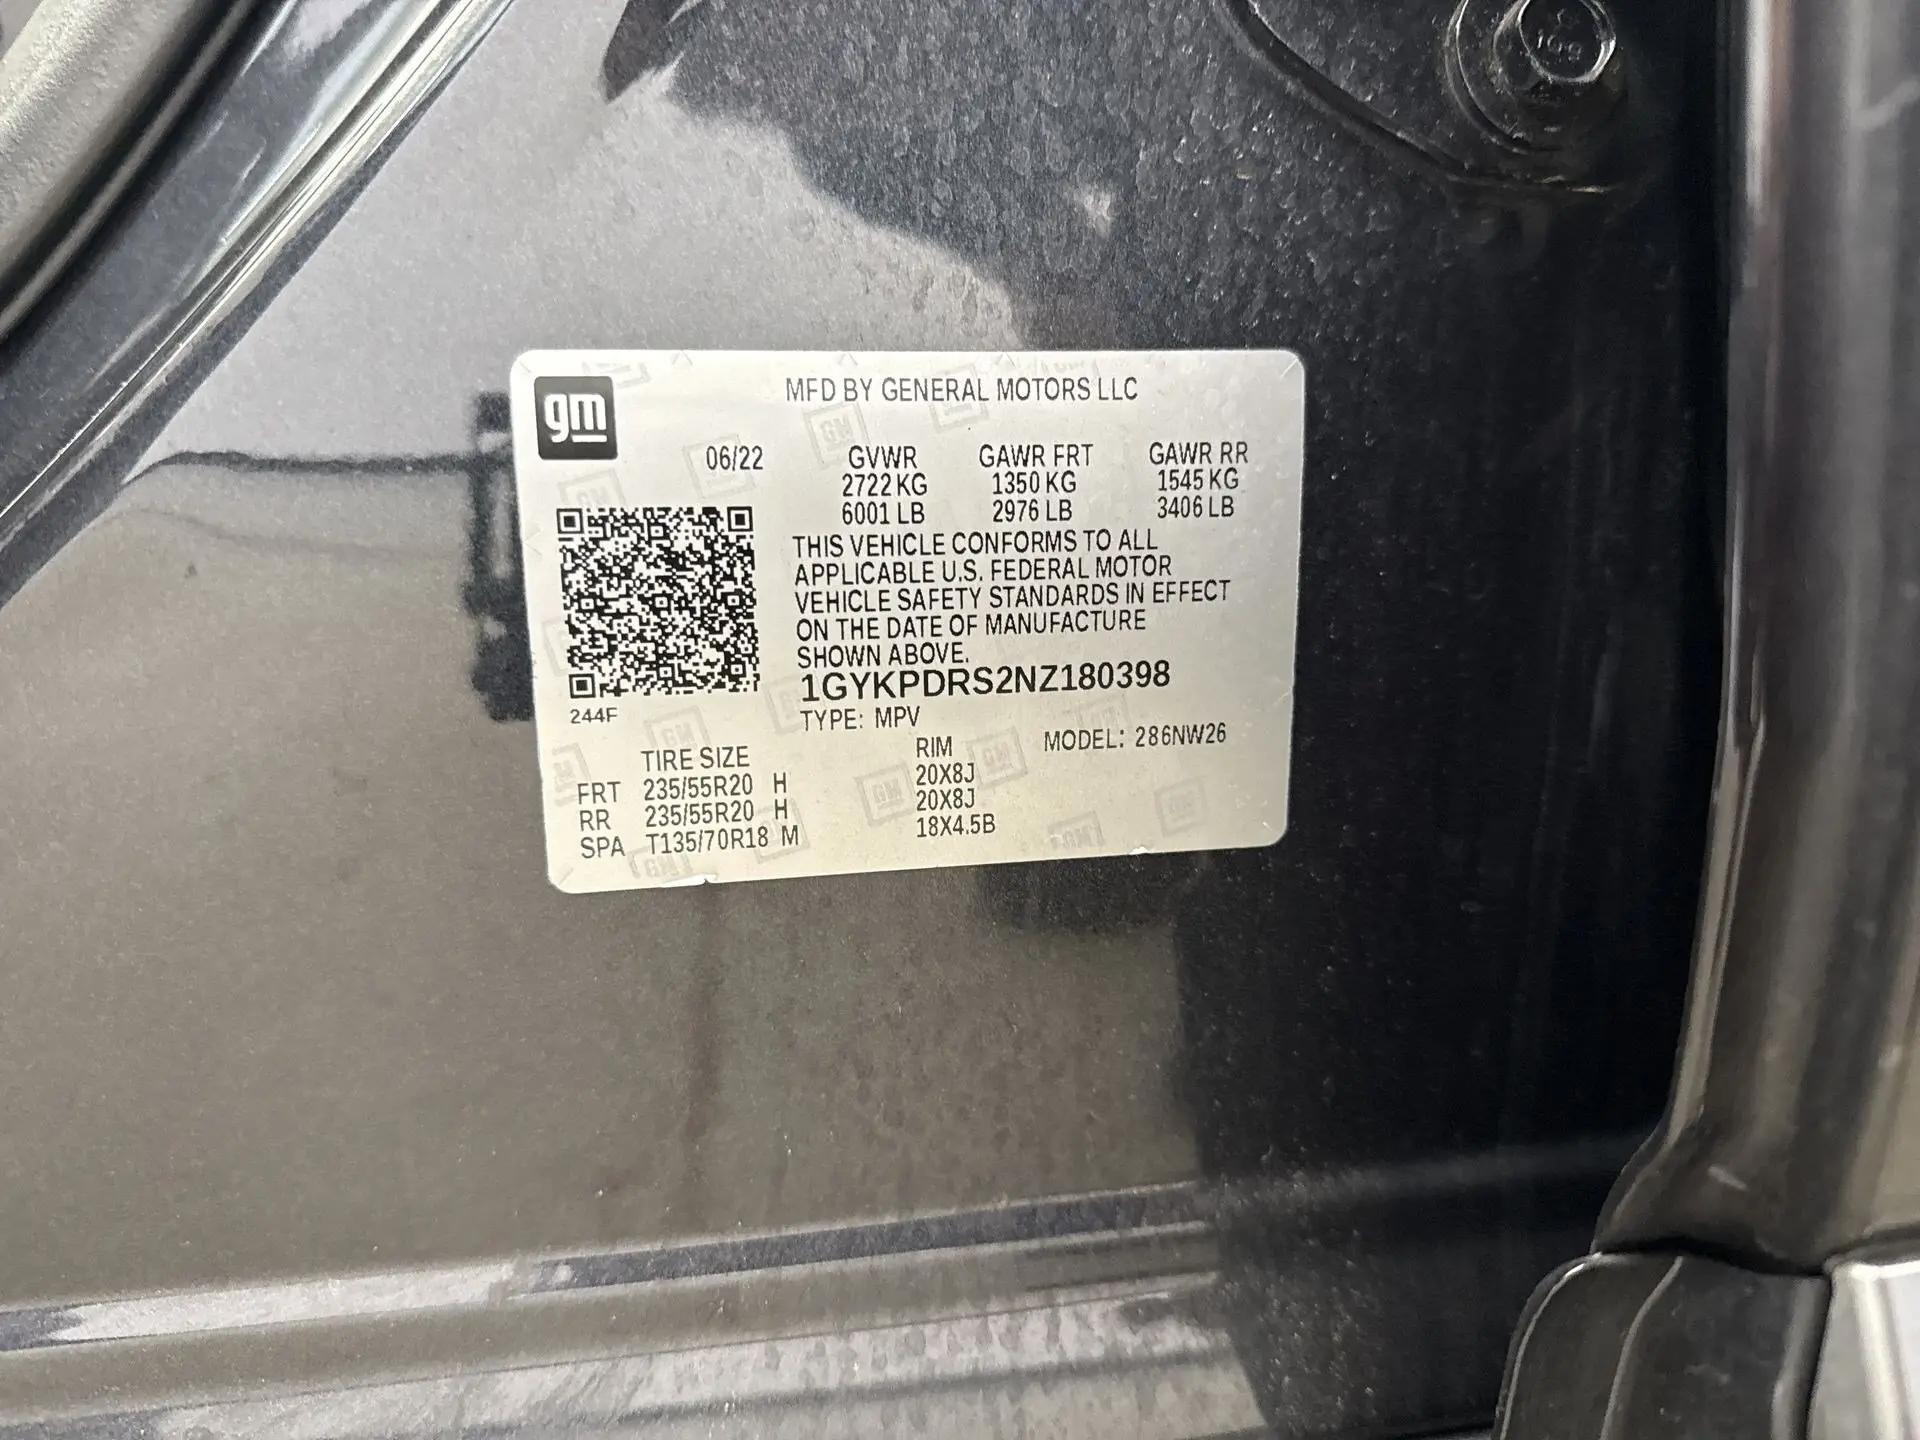 199
gm
MFD BY GENERAL MOTORS LLC
06/22 GVWR GAWR FRT GAWR RR
2722 KG 1350 KG 1545 KG
6001 LB 2976 LB 3406 LB
THIS VEHICLE CONFORMS TO ALL
APPLICABLE U.S. FEDERAL MOTOR
VEHICLE SAFETY STANDARDS IN EFFECT
ON THE DATE OF MANUFACTURE
SHOWN ABOVE.
1GYKPDRS2NZ180398
244F
TYPE: MPV
MODEL: 286NW26
TIRE SIZE RIM
FRT 235/55R20 H 20X8J
RR 235/55R20 H 20X8J
SPA T135/70R18 M 18X4.5B